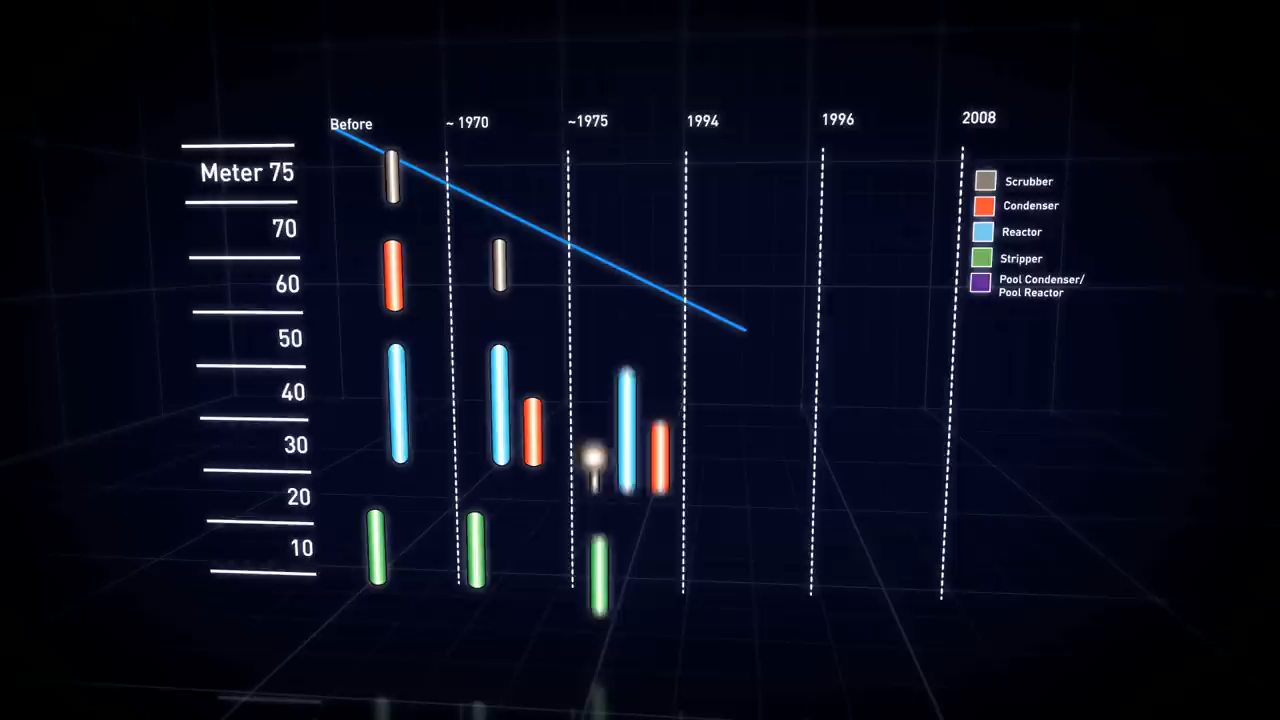 Before
~ 1970
~1975
1994
1996
2008
Meter 75
70
60
50
40
30
20
10
Scrubber
Condenser
Reactor
Stripper
Pool Condenser/
Pool Reactor